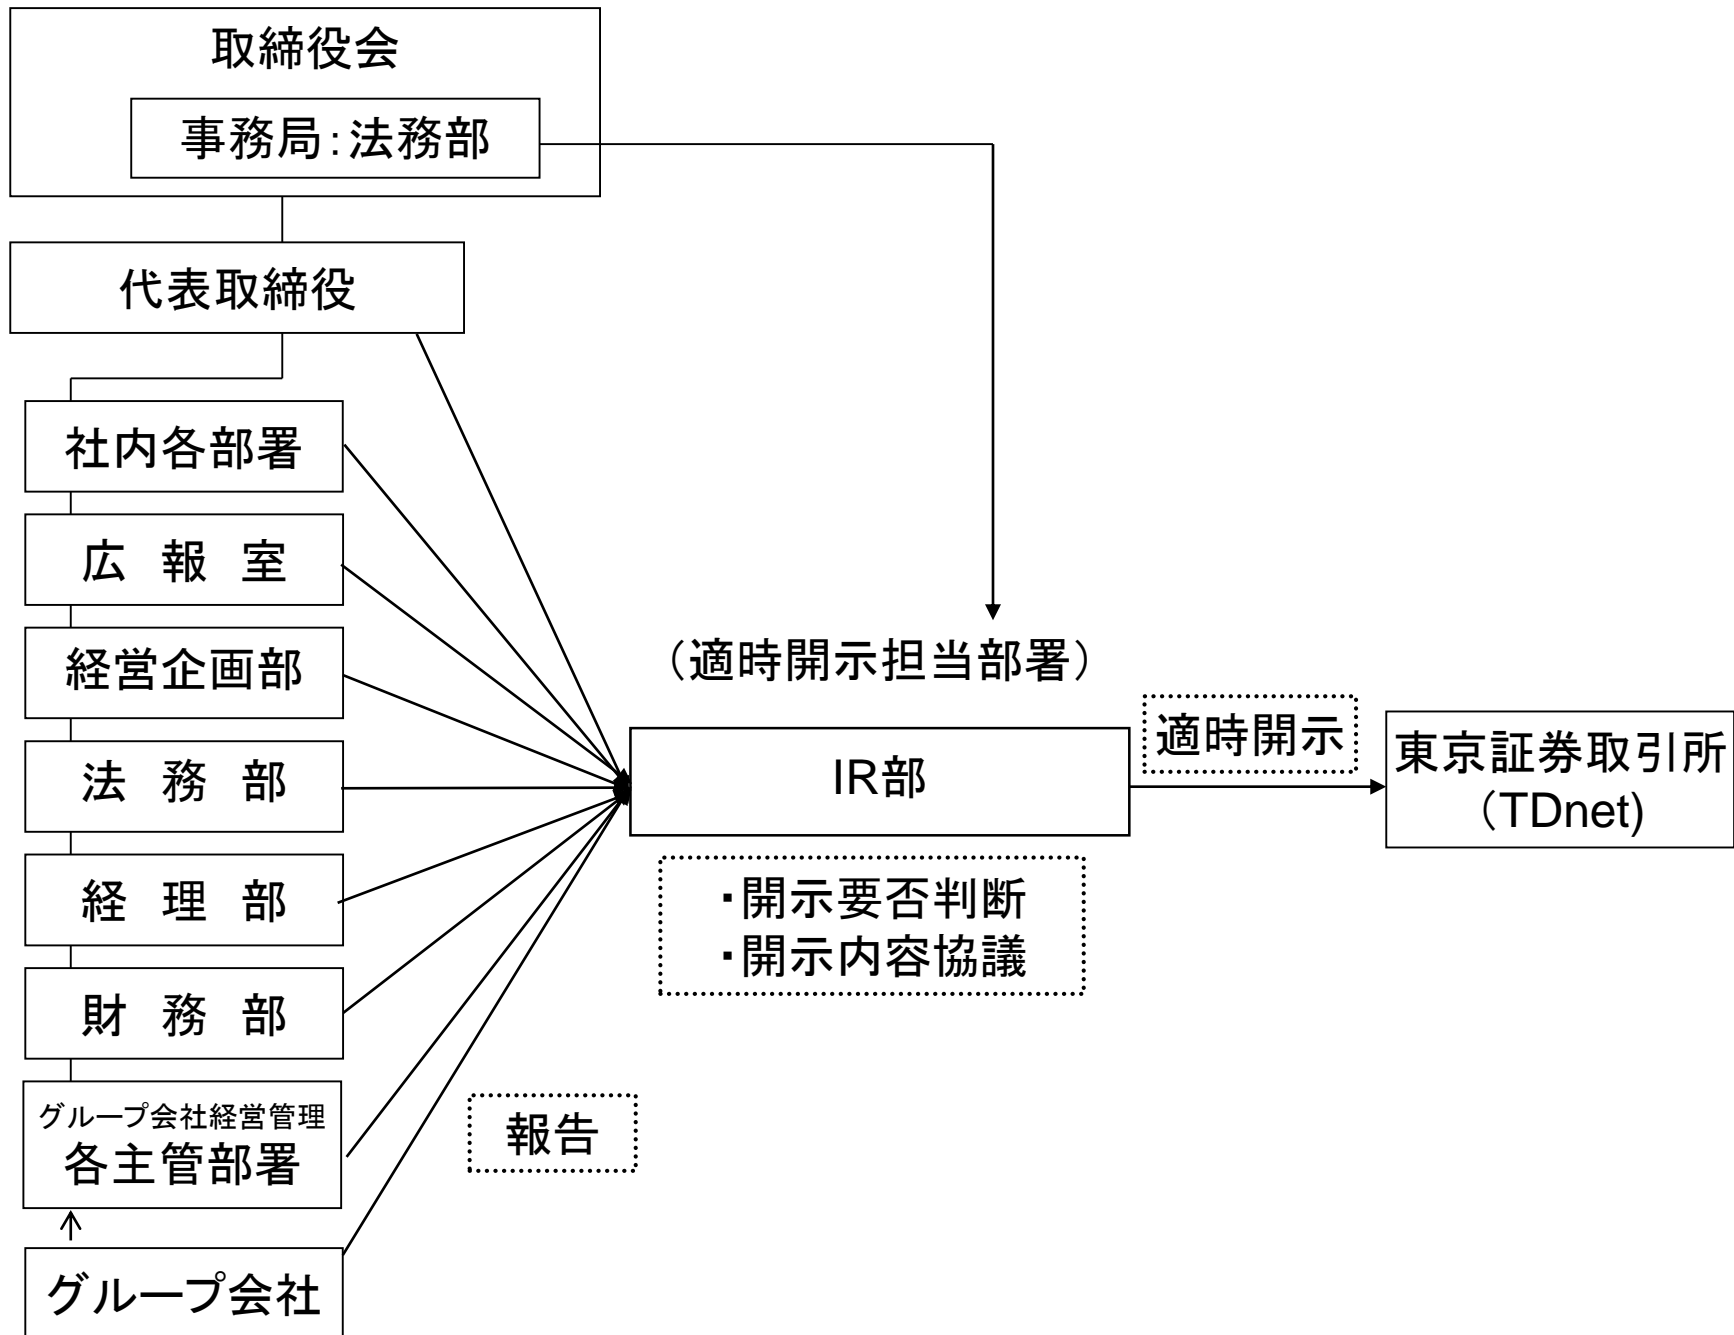 取締役会
事務局:法務部
代表取締役
社内各部署
広　報　室
経営企画部
法　務　部
経　理　部
財　務　部
グループ会社経営管理
各主管部署
グループ会社
報告
（適時開示担当部署）
IR部
・開示要否判断
・開示内容協議
適時開示
東京証券取引所
（TDnet)